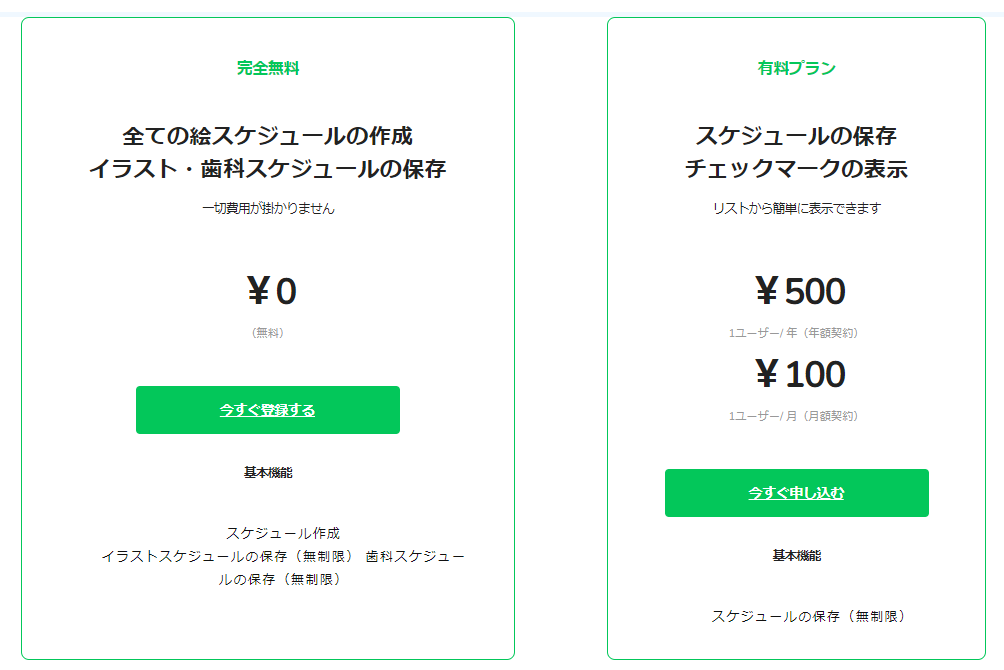 完全無料
全ての絵スケジュールの作成
イラスト・歯科スケジュールの保存
一切費用が掛かりません
¥0
（無料）
今すぐ登録する
基本機能
スケジュール作成
イラストスケジュールの保存（無制限） 歯科スケジュー
ルの保存（無制限）
有料プラン
スケジュールの保存
チェックマークの表示
リストから簡単に表示できます
¥500
1ユーザー/ 年（年額契約）
¥100
1ユーザー/ 月（月額契約）
今すぐ申し込む
基本機能
スケジュールの保存（無制限）